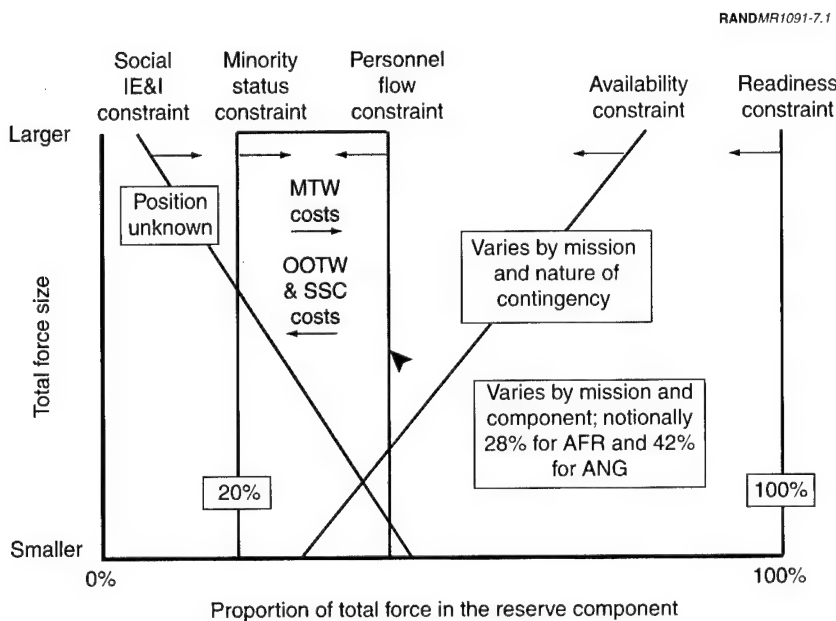 RANDMR1091-7.1
Social
IE&I
constraint
Minority
status
constraint
Personnel
flow
constraint
Availability
constraint
Readiness
constraint
Larger
Position
unknown
MTW
costs
OOTW
& SSC
costs
Varies by mission
and nature of
contingency
Total force size
Varies by mission and
component; notionally
28% for AFR and 42%
for ANG
20%
100%
Smaller
0%
100%
Proportion of total force in the reserve component